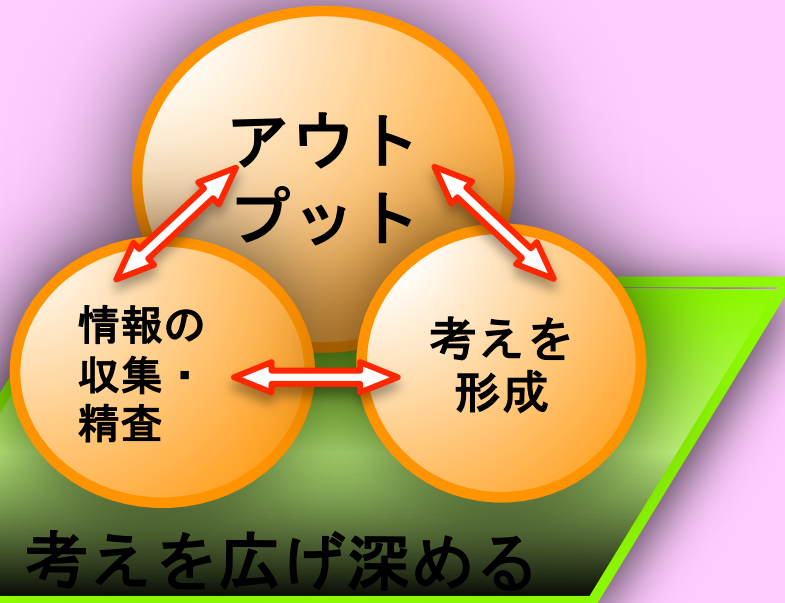 アウト
プット
情報の
収集・
精査
考えを
形成
考えを広げ深める